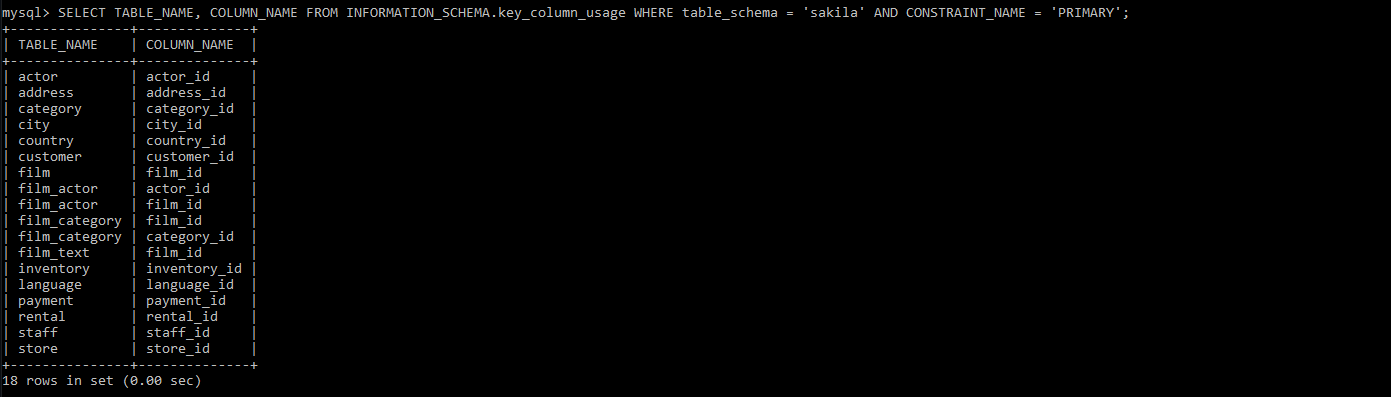 mysql> SELECT TABLE_NAME, COLUMN_NAME FROM INFORMATION_SCHEMA.key_column_usage WHERE table_schema = 'sakila' AND CONSTRAINT_NAME = 'PRIMARY';
+---------------+--------------+
| TABLE_NAME    | COLUMN_NAME  |
+---------------+--------------+
| actor         | actor_id     |
| address       | address_id   |
| category      | category_id  |
| city          | city_id      |
| country       | country_id   |
| customer      | customer_id  |
| film          | film_id      |
| film_actor    | actor_id     |
| film_actor    | film_id      |
| film_category | film_id      |
| film_category | category_id  |
| film_text     | film_id      |
| inventory     | inventory_id |
| language      | language_id  |
| payment       | payment_id   |
| rental        | rental_id    |
| staff         | staff_id     |
| store         | store_id     |
+---------------+--------------+
18 rows in set (0.00 sec)